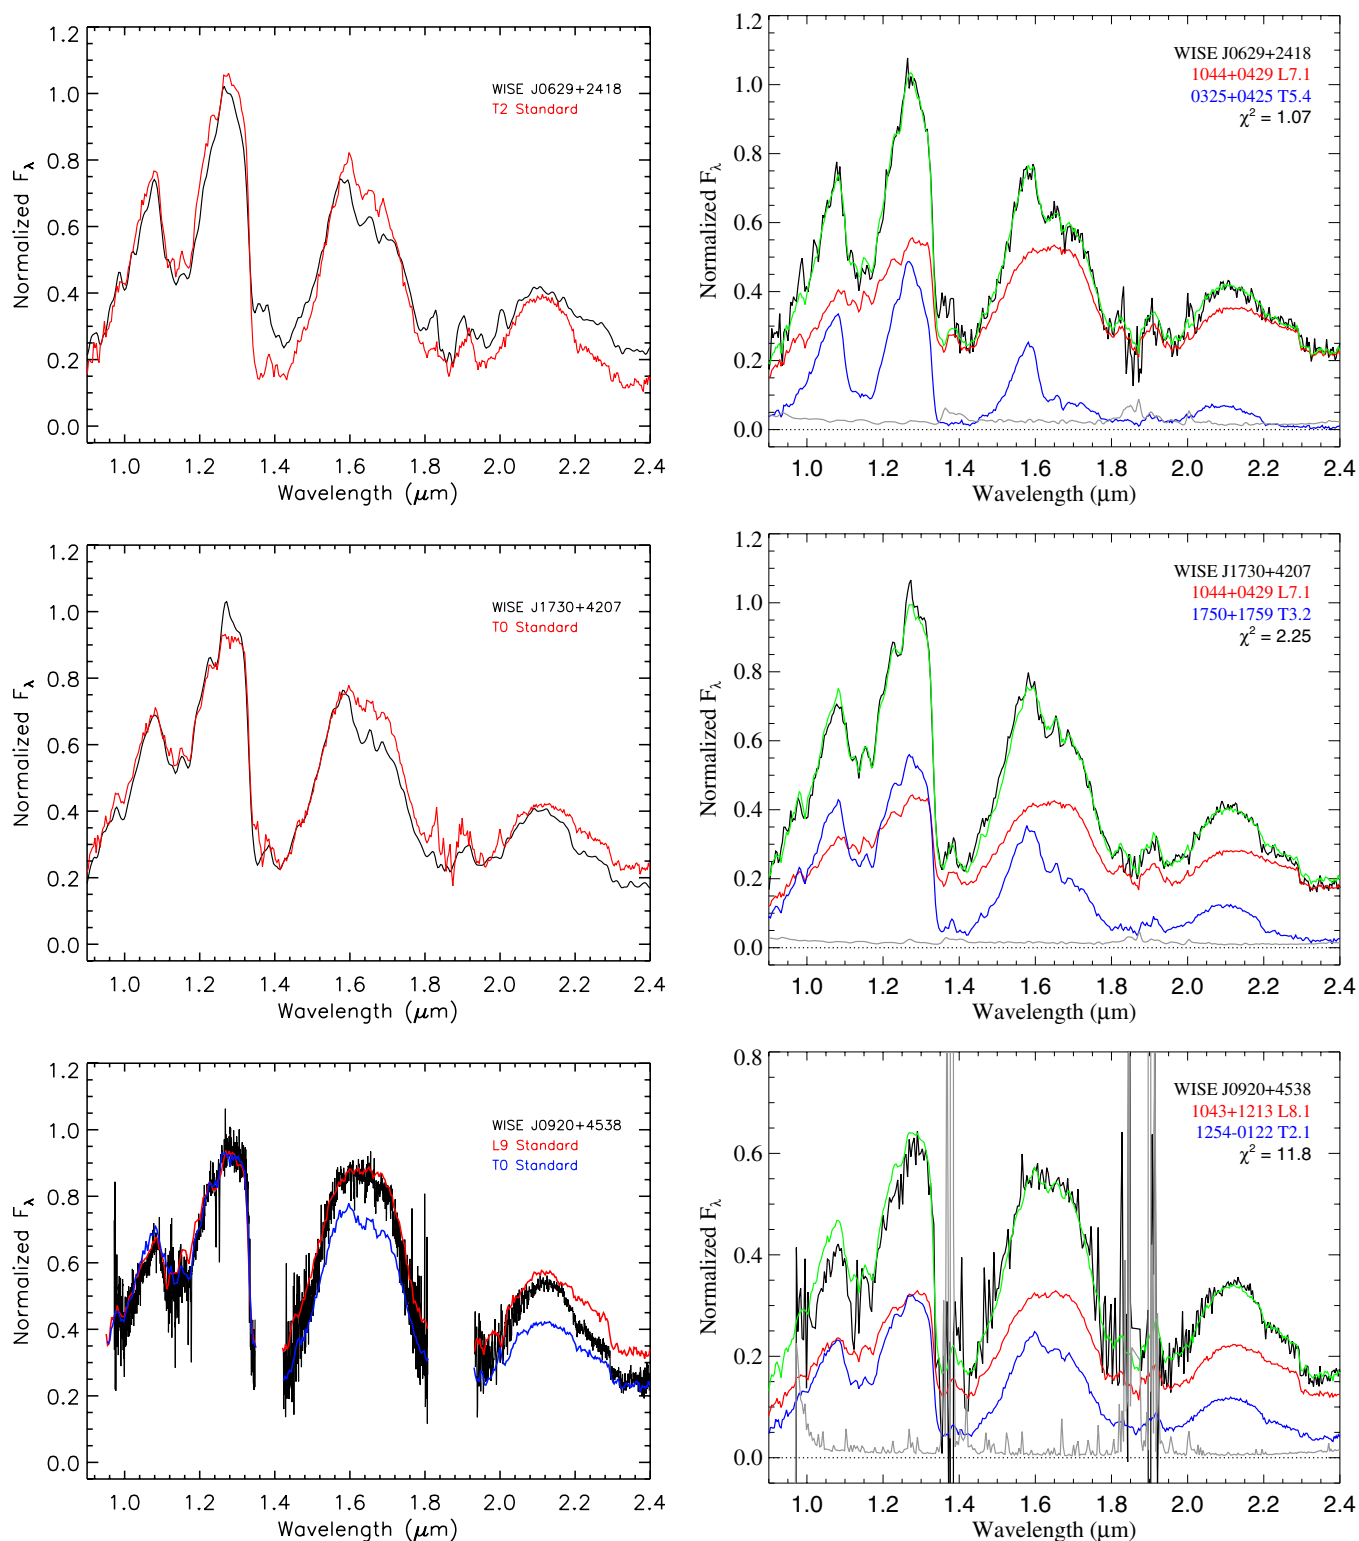 1.2
1.0
0.8
0.6
0.4
0.2
0.0
Normalized Fλ
WISE J0629+2418
T2 Standard
1.0 1.2 1.4 1.6 1.8 2.0 2.2 2.4
Wavelength (μm)
1.2
1.0
0.8
0.6
0.4
0.2
0.0
Normalized Fλ
WISE J0629+2418
1044+0429 L7.1
0325+0425 T5.4
χ² = 1.07
1.0 1.2 1.4 1.6 1.8 2.0 2.2 2.4
Wavelength (μm)
1.2
1.0
0.8
0.6
0.4
0.2
0.0
Normalized Fλ
WISE J1730+4207
T0 Standard
1.0 1.2 1.4 1.6 1.8 2.0 2.2 2.4
Wavelength (μm)
1.2
1.0
0.8
0.6
0.4
0.2
0.0
Normalized Fλ
WISE J1730+4207
1044+0429 L7.1
1750+1759 T3.2
χ² = 2.25
1.0 1.2 1.4 1.6 1.8 2.0 2.2 2.4
Wavelength (μm)
1.2
1.0
0.8
0.6
0.4
0.2
0.0
Normalized Fλ
WISE J0920+4538
L9 Standard
T0 Standard
1.0 1.2 1.4 1.6 1.8 2.0 2.2 2.4
Wavelength (μm)
0.8
0.6
0.4
0.2
0.0
Normalized Fλ
WISE J0920+4538
1043+1213 L8.1
1254-0122 T2.1
χ² = 11.8
1.0 1.2 1.4 1.6 1.8 2.0 2.2 2.4
Wavelength (μm)